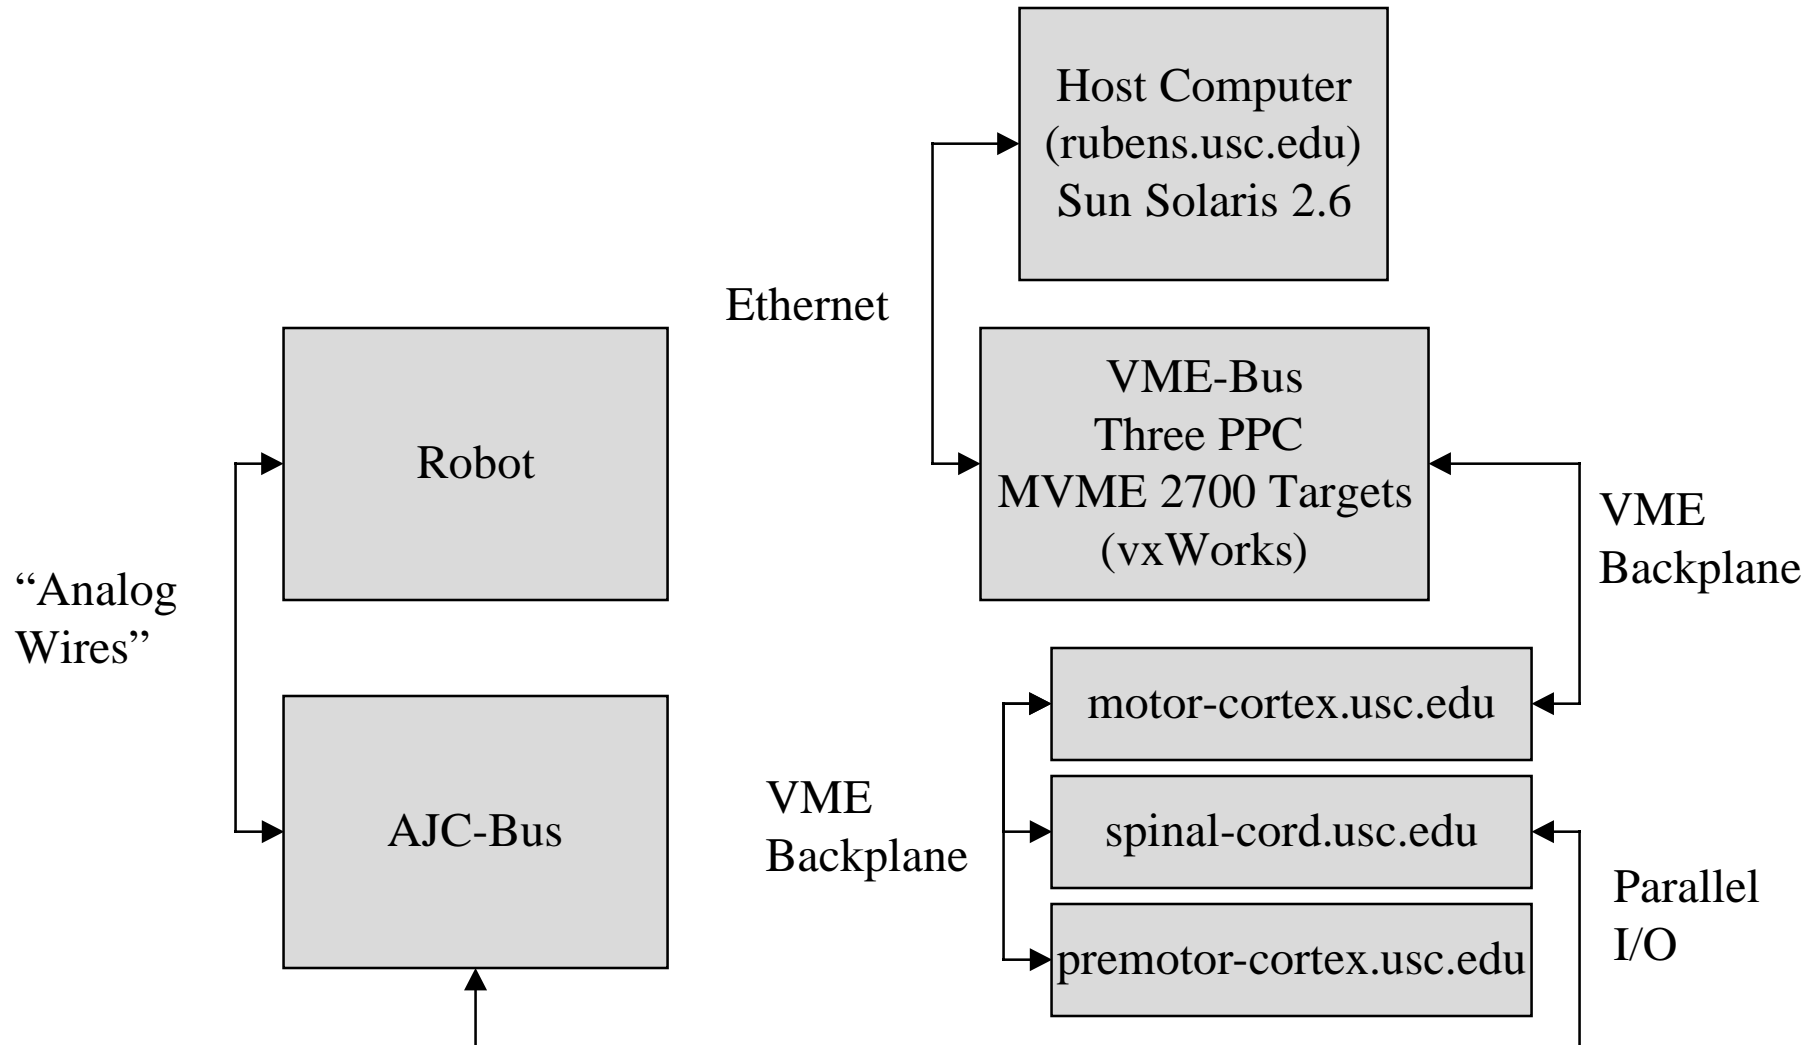 Host Computer
(rubens.usc.edu)
Sun Solaris 2.6
Ethernet
Robot
VME-Bus
Three PPC
MVME 2700 Targets
(vxWorks)
VME
Backplane
“Analog
Wires”
motor-cortex.usc.edu
AJC-Bus
VME
Backplane
spinal-cord.usc.edu
Parallel
I/O
premotor-cortex.usc.edu